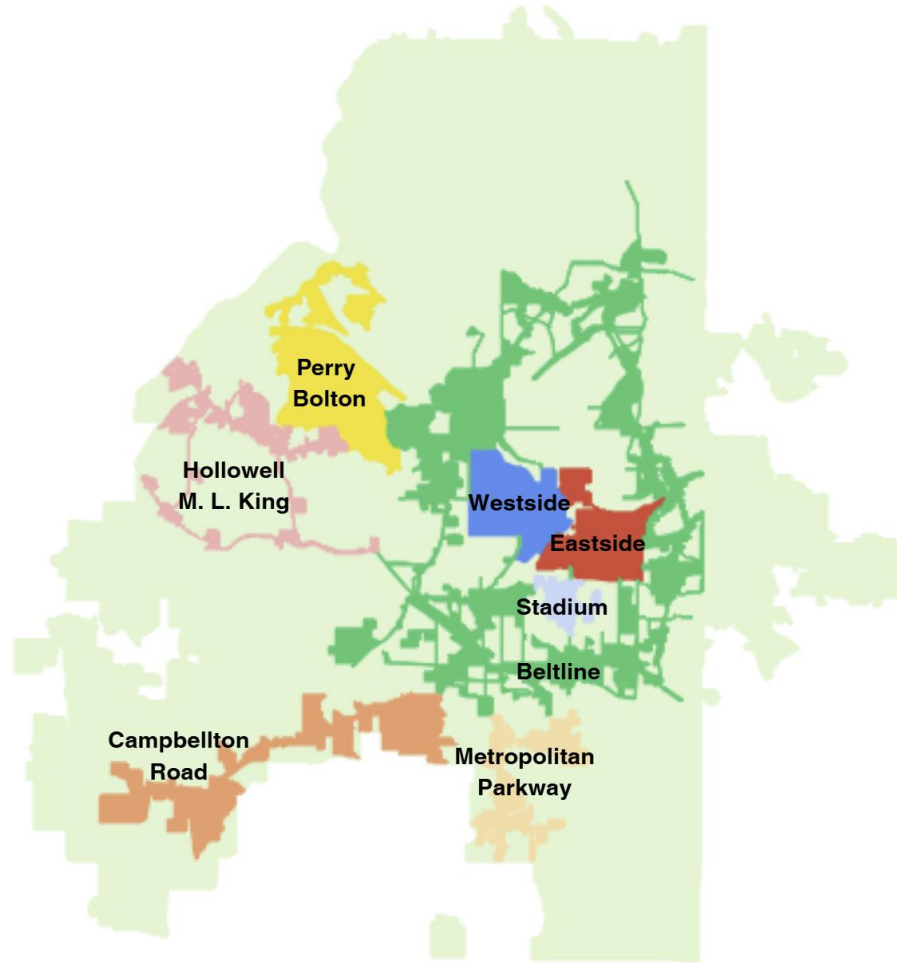 Perry
Bolton
Hollowell
M. L. King
Westside
Eastside
Stadium
Beltline
Campbellton
Road
Metropolitan
Parkway